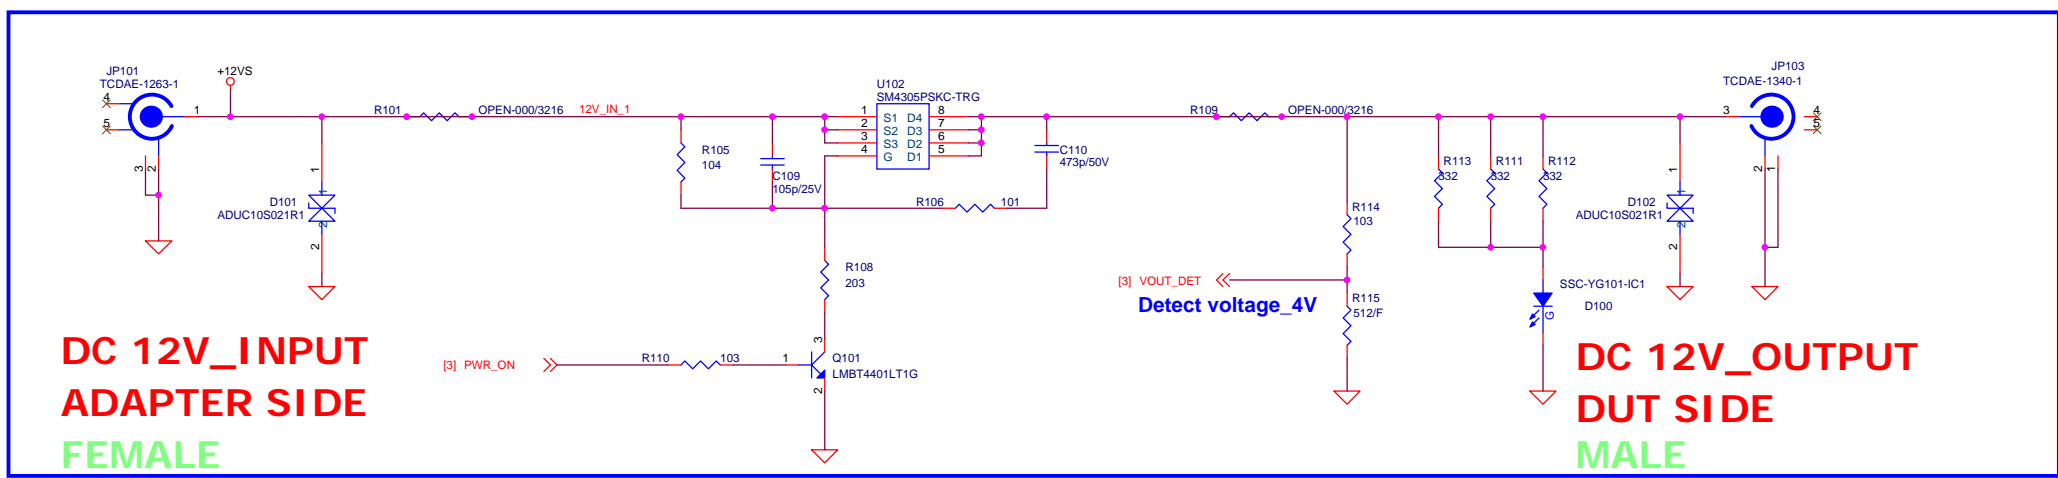 JP101
TCDAE-1263-1
4
5
1
3
2
+12VS
D101
ADUC10S021R1
1
1
2
2
R101
OPEN-000/3216
12V_IN_1
R105
104
C109
105p/25V
U102
SM4305PSKC-TRG
1 S1 D4 8
2 S2 D3 7
3 S3 D2 6
4 G D1 5
C110
473p/50V
R106
101
R108
203
[3] PWR_ON
R110
103
1
3
2
Q101
LMBT4401LT1G
R109
OPEN-000/3216
R114
103
[3] VOUT_DET
Detect voltage_4V
R115
512/F
R113
332
R111
332
R112
332
SSC-YG101-IC1
D100
G
D102
ADUC10S021R1
1
1
2
2
JP103
TCDAE-1340-1
3
4
5
2
1
DC 12V_INPUT
ADAPTER SIDE
FEMALE
DC 12V_OUTPUT
DUT SIDE
MALE